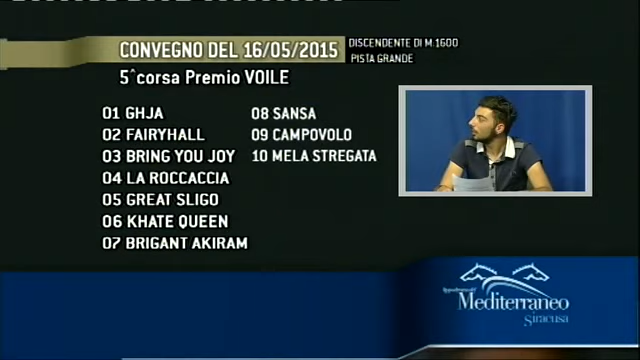 CONVEGNO DEL 16/05/2015
DISCENDENTE DI M.1600
PISTA GRANDE
5^corsa Premio VOILE
01 GHJA
02 FAIRYHALL
03 BRING YOU JOY
04 LA ROCCACCIA
05 GREAT SLIGO
06 KHATE QUEEN
07 BRIGANT AKIRAM
08 SANSA
09 CAMPOVOLO
10 MELA STREGATA
Ippodromo del
Mediterraneo
Siracusa